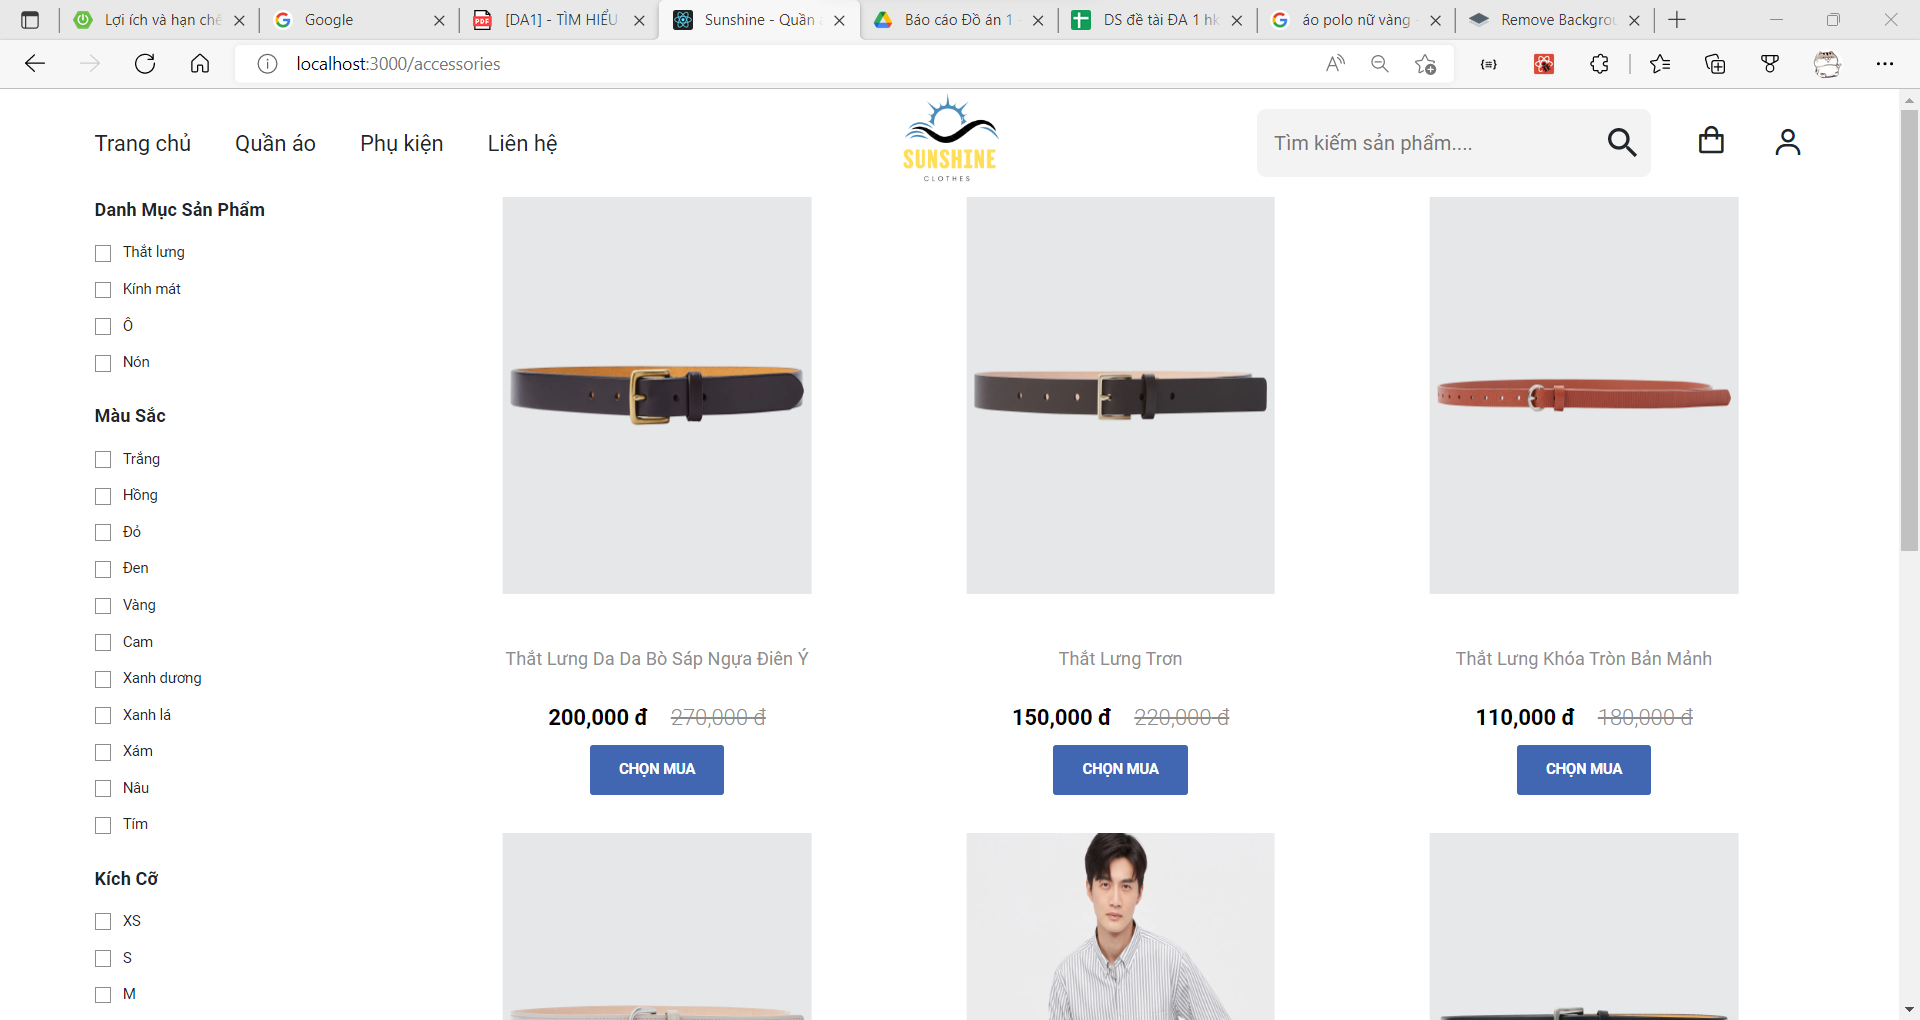 Lợi ích và hạn chế
Google
[DA1] - TÌM HIỂU
Sunshine - Quần
Báo cáo Đồ án 1 -
DS đề tài ĐA 1 hk
áo polo nữ vàng
Remove Backgrou
localhost:3000/accessories
Trang chủ
Quần áo
Phụ kiện
Liên hệ
SUNSHINE
CLOTHES
Tìm kiếm sản phẩm....
Danh Mục Sản Phẩm
Thắt lưng
Kính mát
Ô
Nón
Màu Sắc
Trắng
Hồng
Đỏ
Đen
Vàng
Cam
Xanh dương
Xanh lá
Xám
Nâu
Tím
Kích Cỡ
XS
S
M
Thắt Lưng Da Da Bò Sáp Ngựa Điên Ý
200,000 đ 270,000 đ
CHỌN MUA
Thắt Lưng Trơn
150,000 đ 220,000 đ
CHỌN MUA
Thắt Lưng Khóa Tròn Bản Mảnh
110,000 đ 180,000 đ
CHỌN MUA